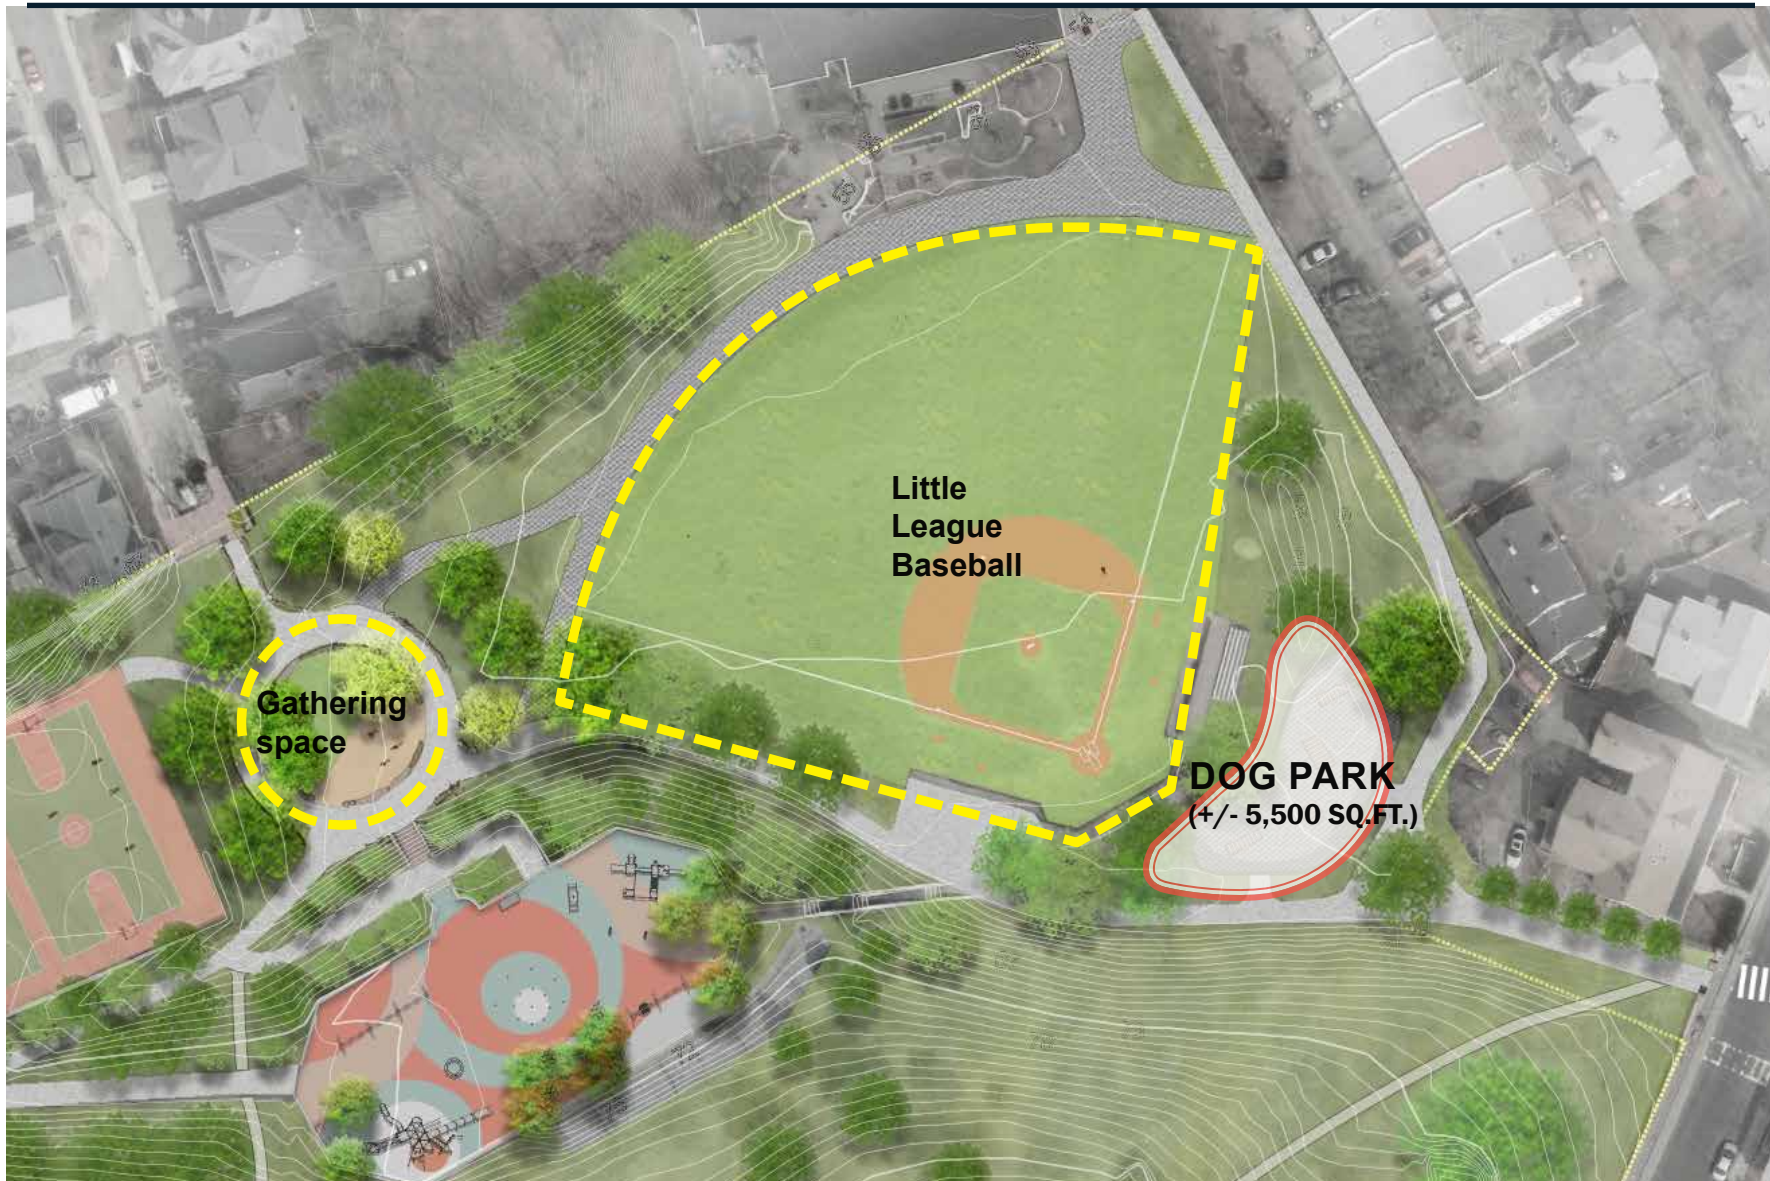 Little
League
Baseball
Gathering
space
DOG PARK
(+/- 5,500 SQ.FT.)